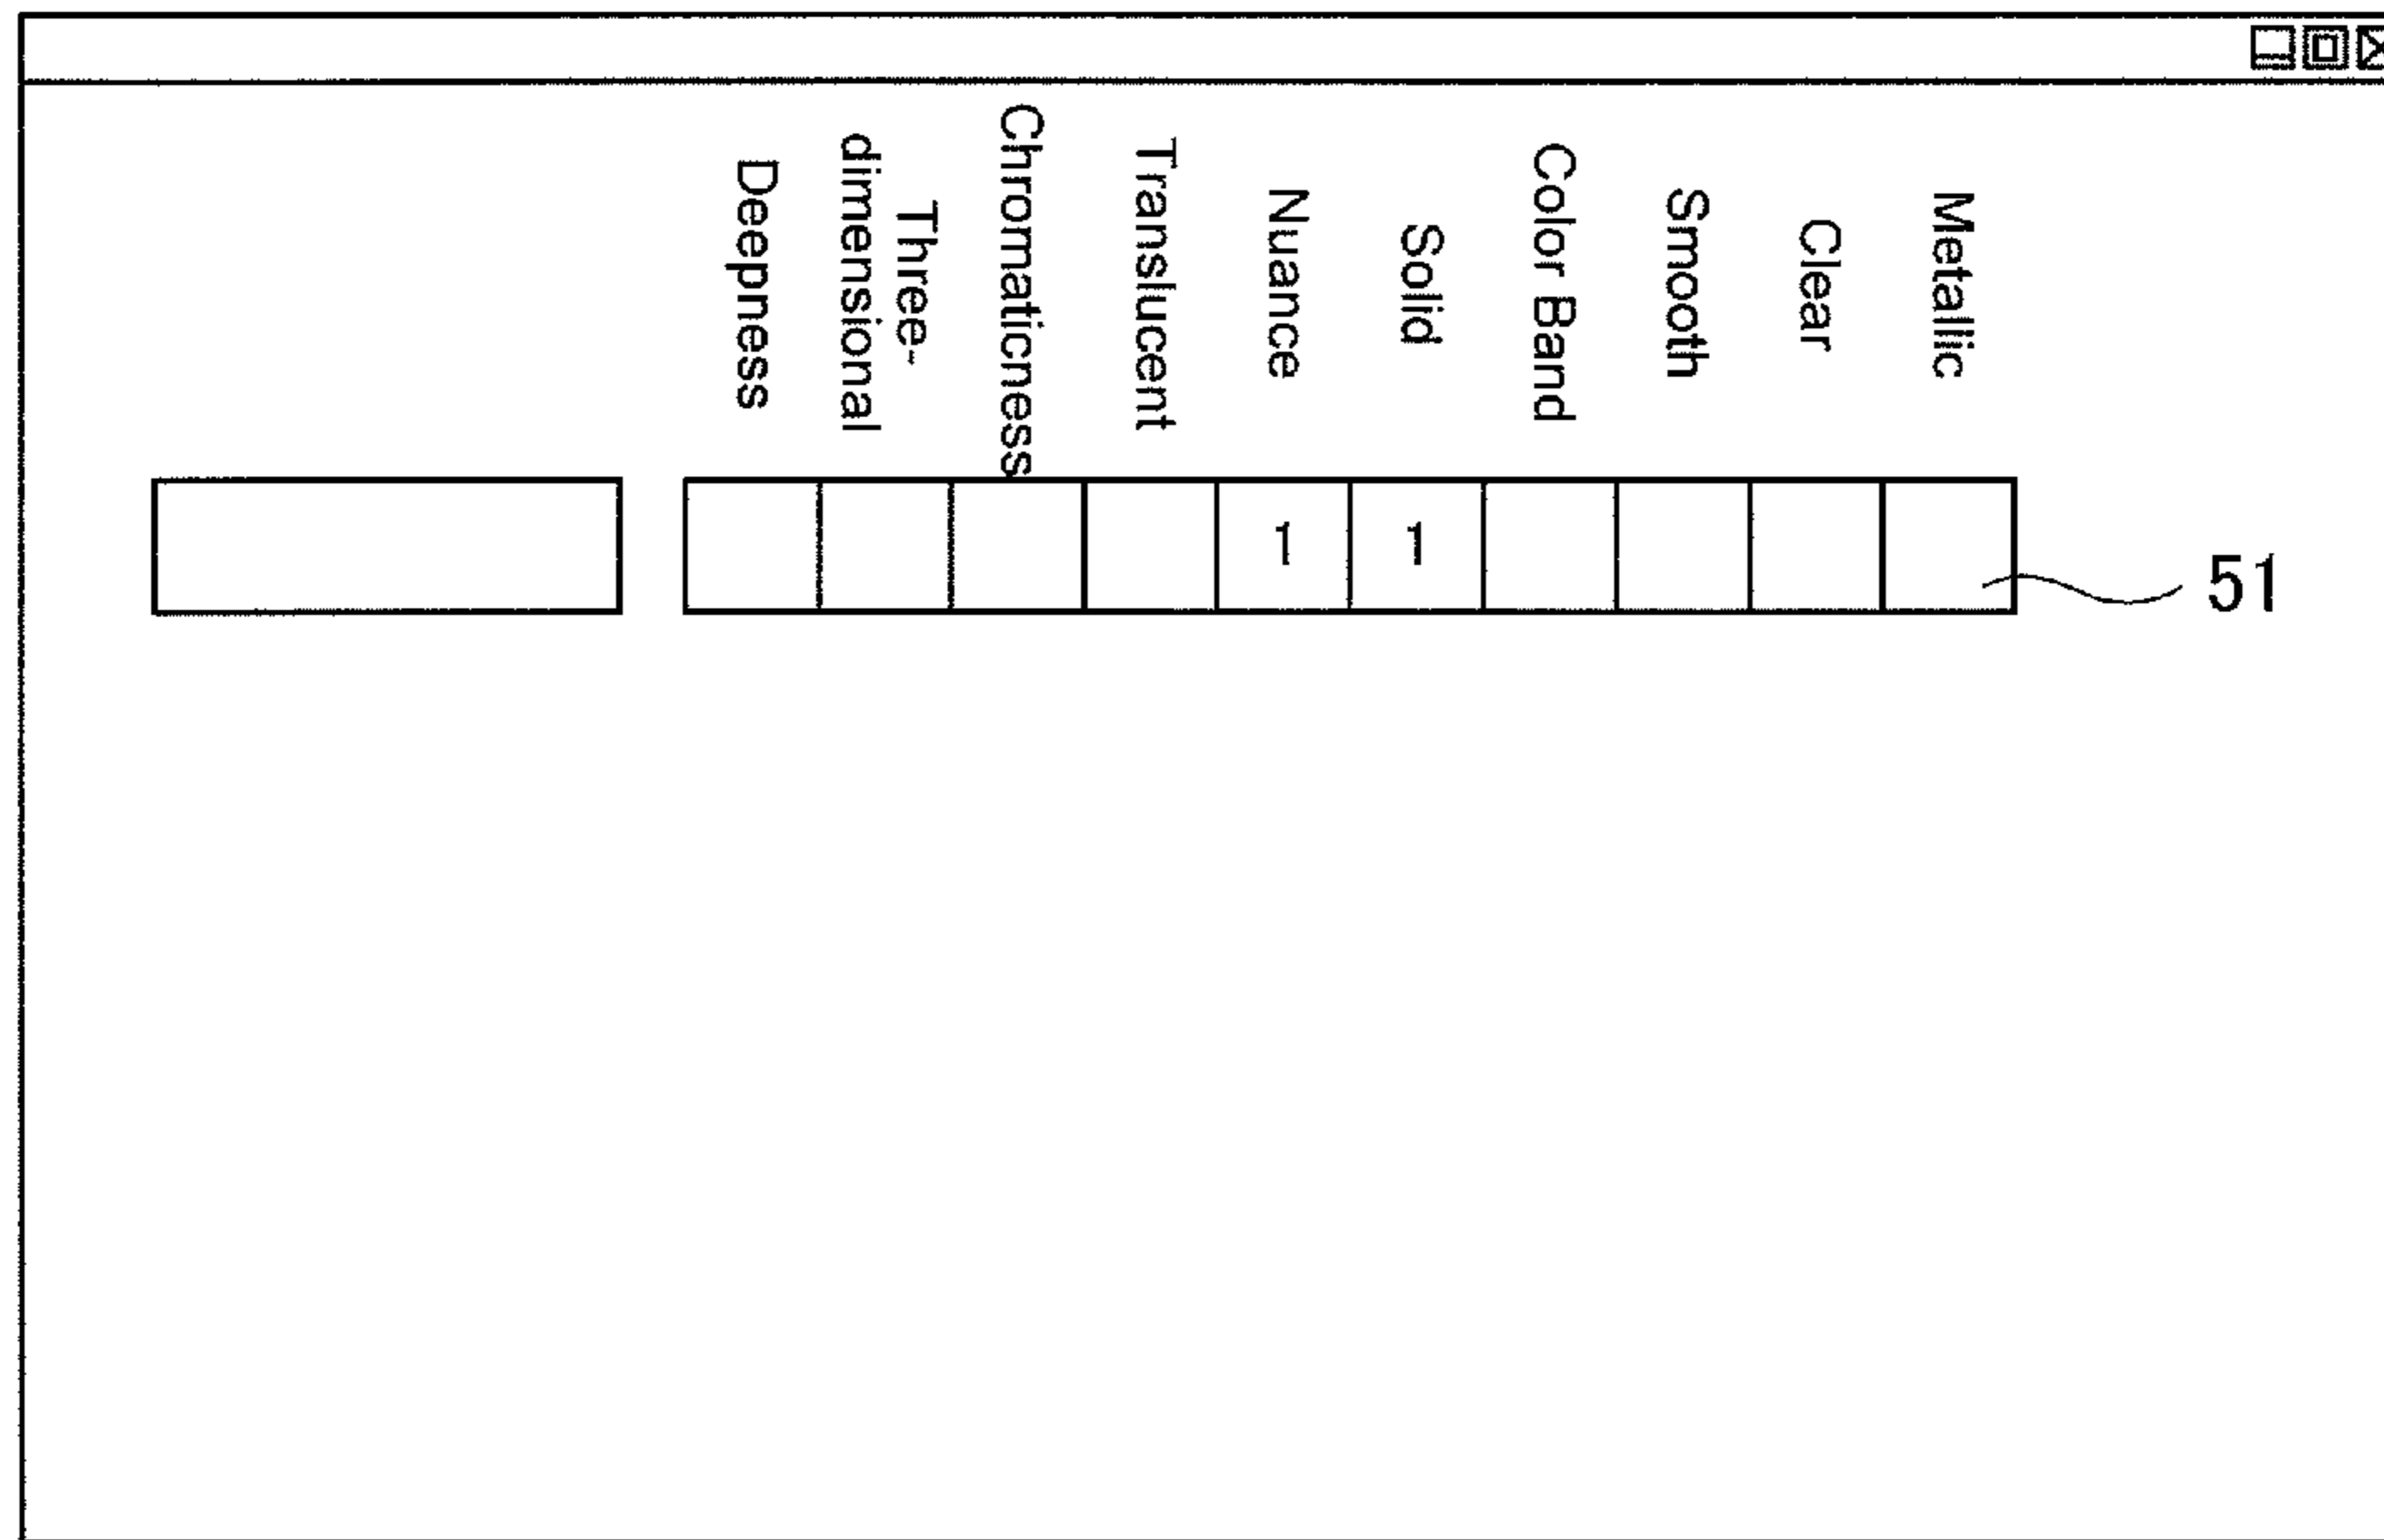 Deepness
Three-
dimensional
Chromaticness
Translucent
Nuance
Solid
Color Band
Smooth
Clear
Metallic
1
1
51